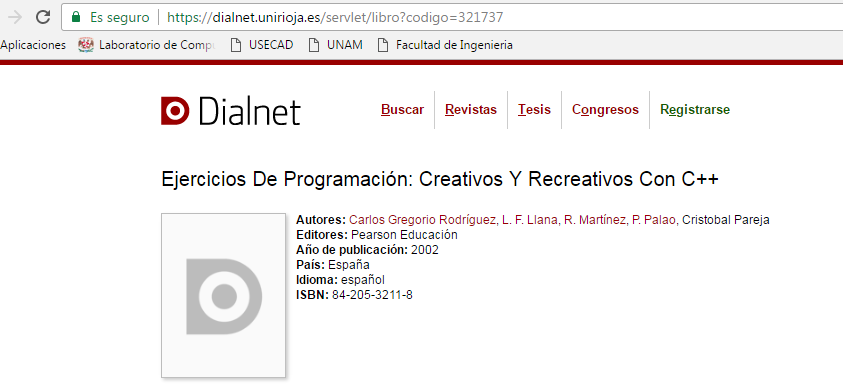 Es seguro https://dialnet.unirioja.es/servlet/libro?codigo=321737
Aplicaciones Laboratorio de Compu USECAD UNAM Facultad de Ingenieria
Dialnet Buscar Revistas Tesis Congresos Registrarse
Ejercicios De Programación: Creativos Y Recreativos Con C++
Autores: Carlos Gregorio Rodríguez, L. F. Llana, R. Martínez, P. Palao, Cristobal Pareja
Editores: Pearson Educación
Año de publicación: 2002
País: España
Idioma: español
ISBN: 84-205-3211-8